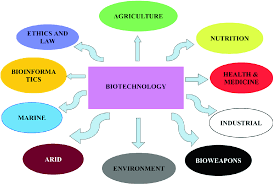 AGRICULTURE
ETHICS AND
LAW
NUTRITION
BIOINFORMA
TICS
HEALTH &
MEDICINE
BIOTECHNOLOGY
MARINE
INDUSTRIAL
ARID
ENVIRONMENT
BIOWEAPONS